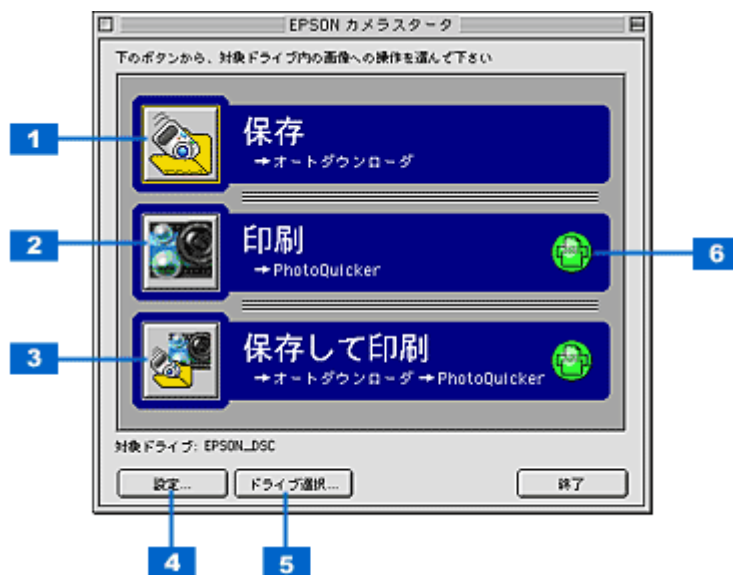 EPSON カメラスタータ
下のボタンから、対象ドライブ内の画像への操作を選んで下さい
1
保存
→オートダウンローダ
2
印刷
→PhotoQuicker
6
3
保存して印刷
→オートダウンローダ→PhotoQuicker
対象ドライブ: EPSON_DSC
設定...
ドライブ選択...
終了
4
5